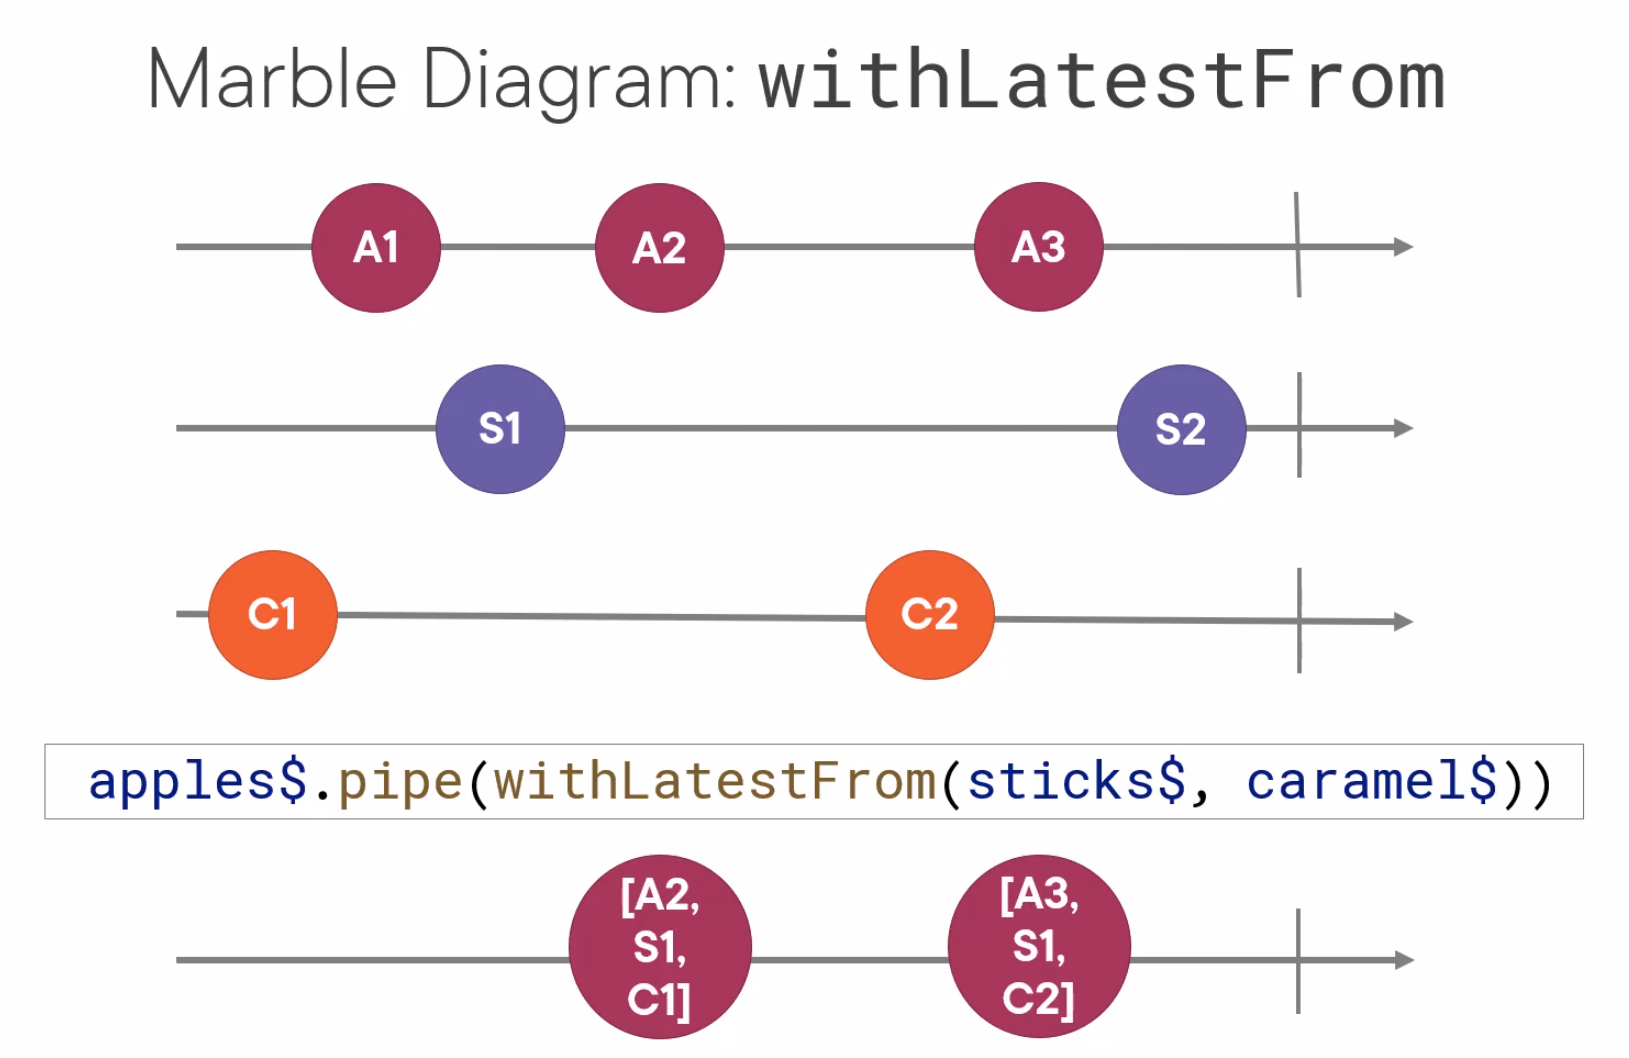 Marble Diagram: withLatestFrom
A1 A2 A3
S1 S2
C1 C2
apples$.pipe(withLatestFrom(sticks$, caramel$))
[A2,
S1,
C1]
[A3,
S1,
C2]